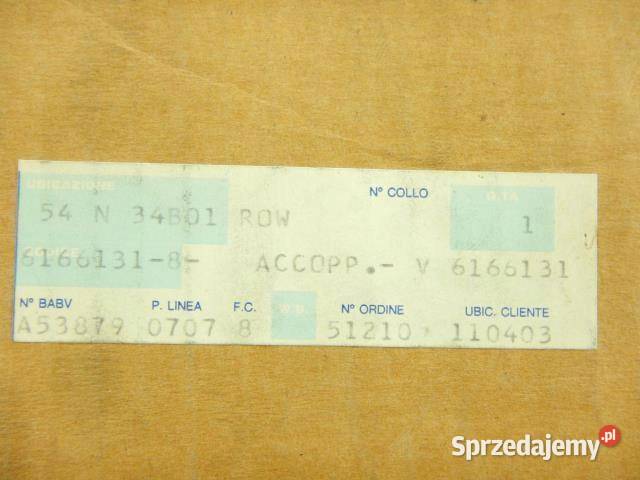 UBICAZIONE N° COLLO Q.TA
54 N 34B01 ROW 1
CODICE
6166131-8- ACCOPP.- V 6166131
N° BABV P. LINEA F.C. N° ORDINE UBIC. CLIENTE
A53879 0707 8 51210 110403
Sprzedajemy.pl